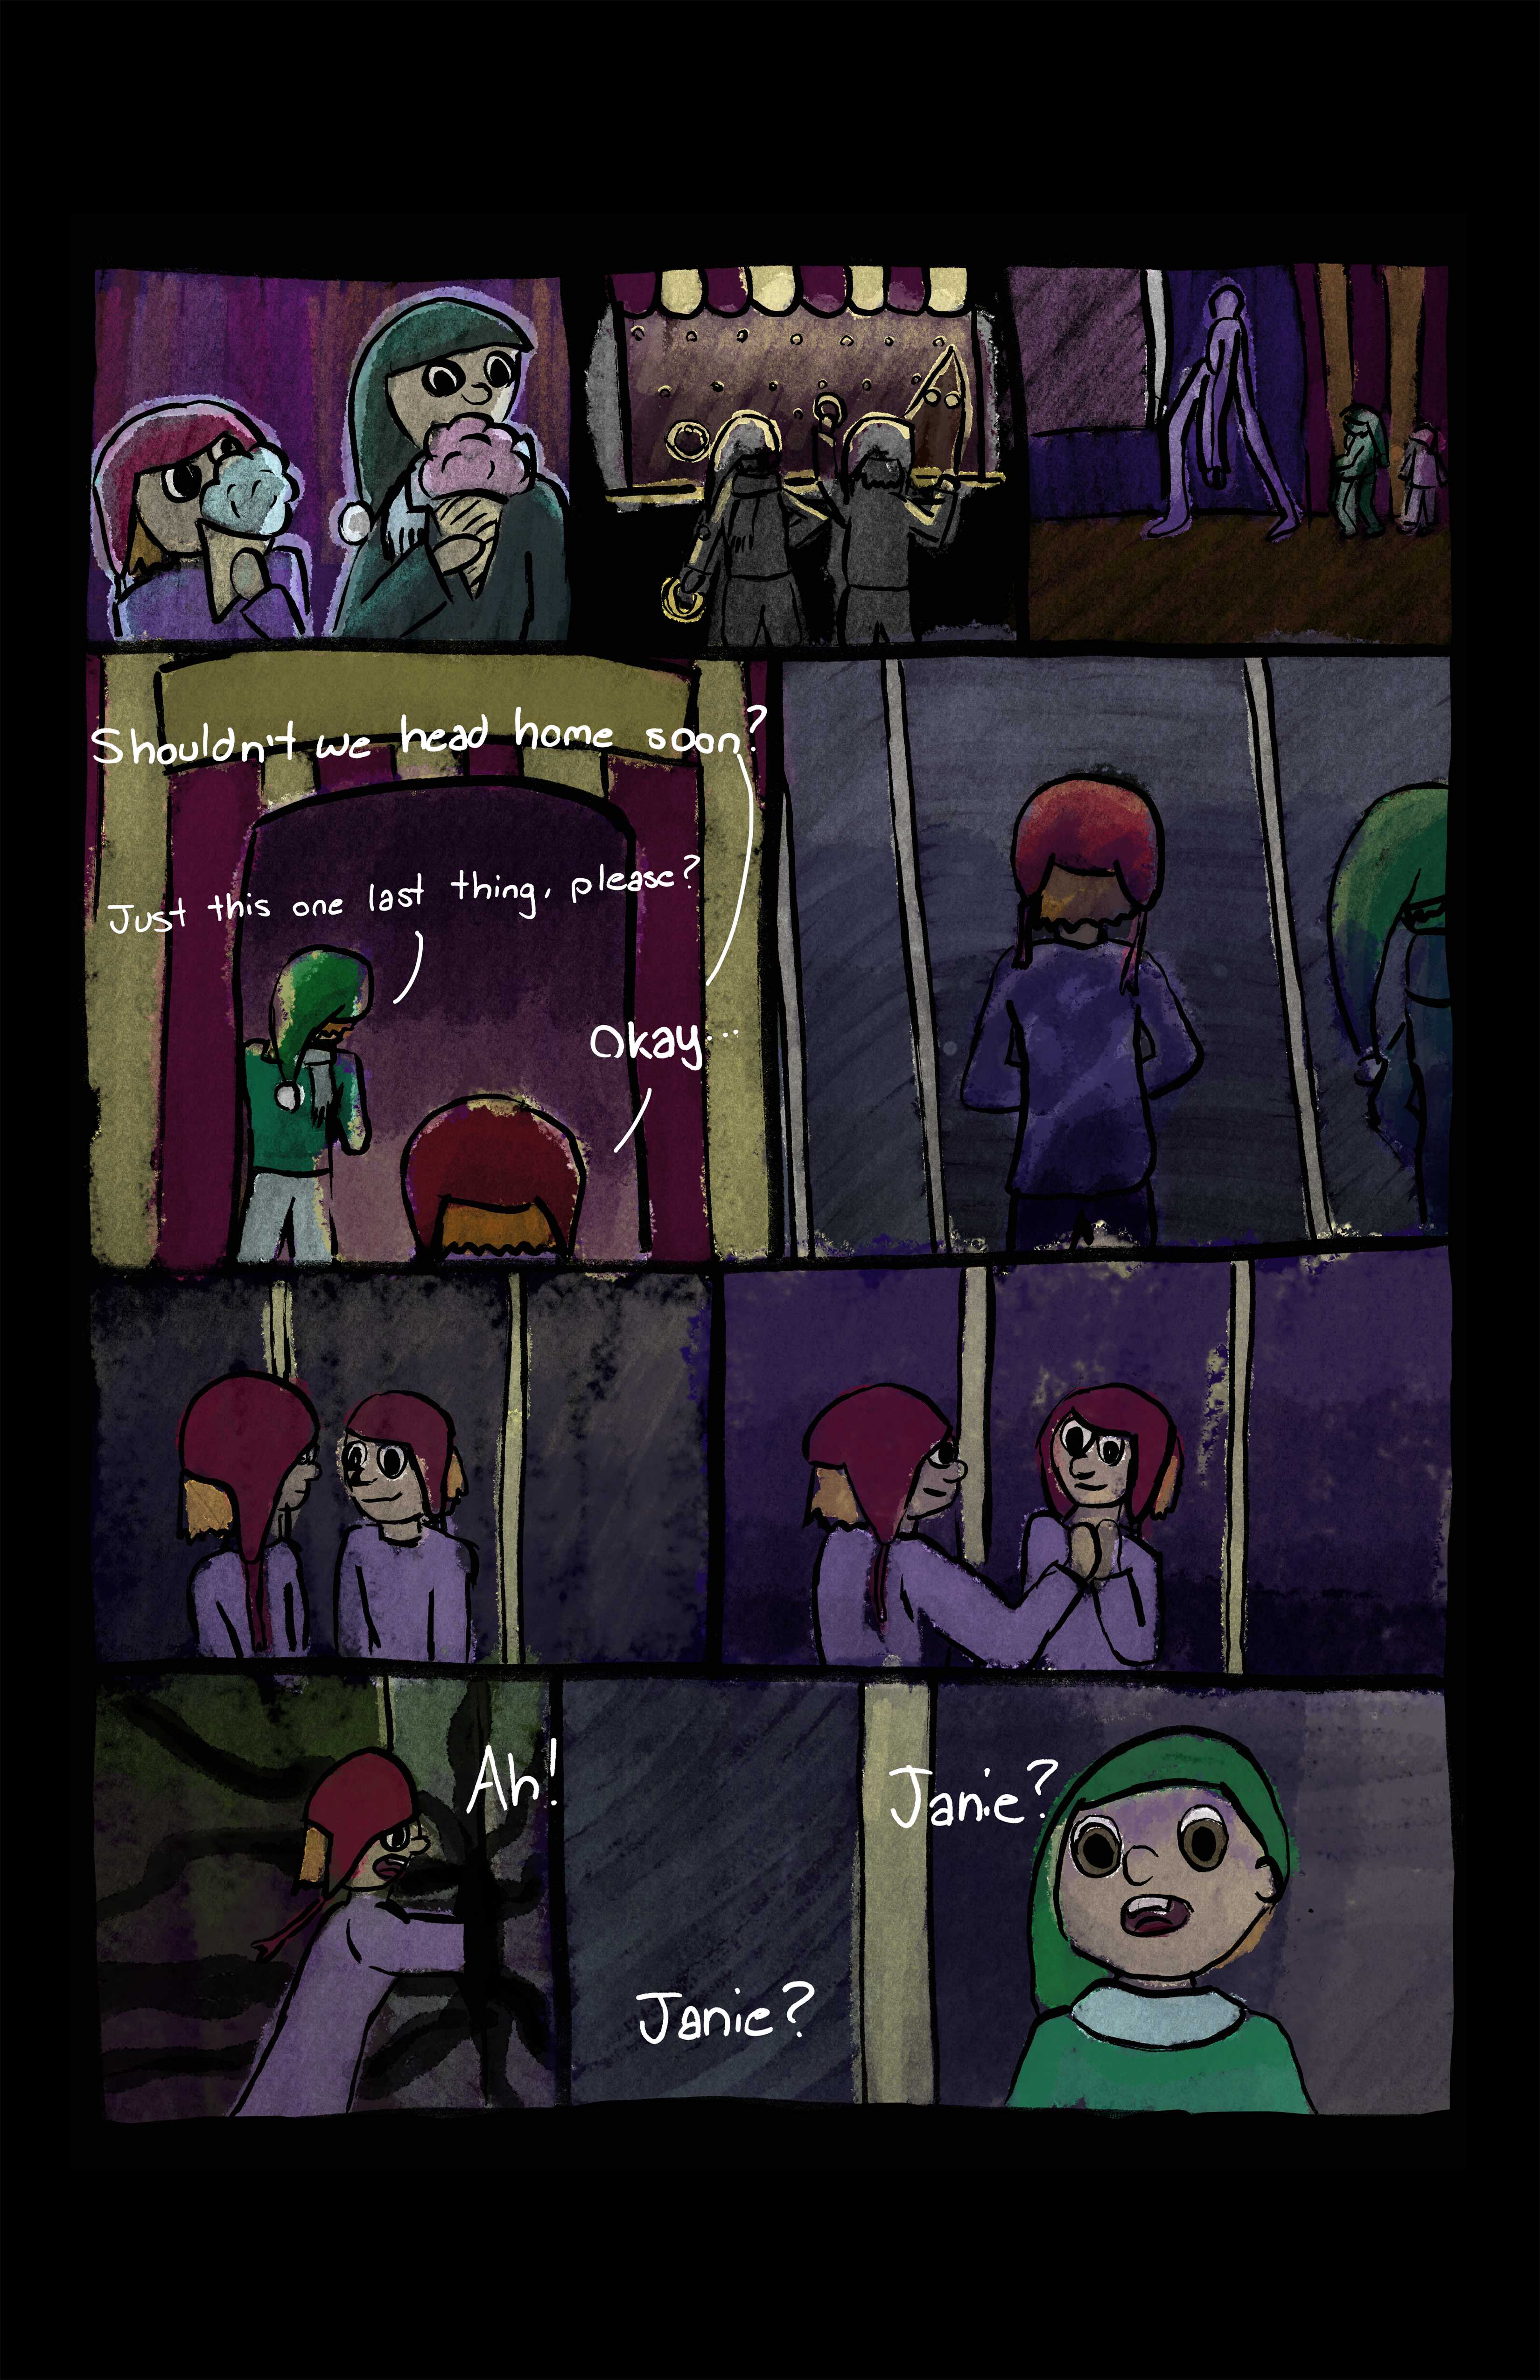 Shouldn't we head home soon?
Just this one last thing, please?
Okay...
Ah!
Janie?
Janie?